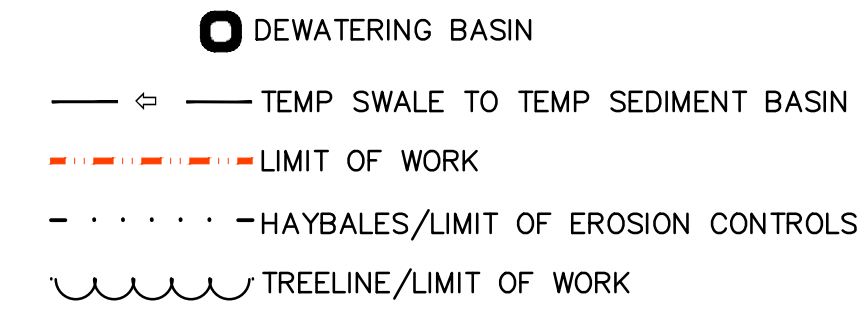 DEWATERING BASIN
TEMP SWALE TO TEMP SEDIMENT BASIN
LIMIT OF WORK
HAYBALES/LIMIT OF EROSION CONTROLS
TREELINE/LIMIT OF WORK